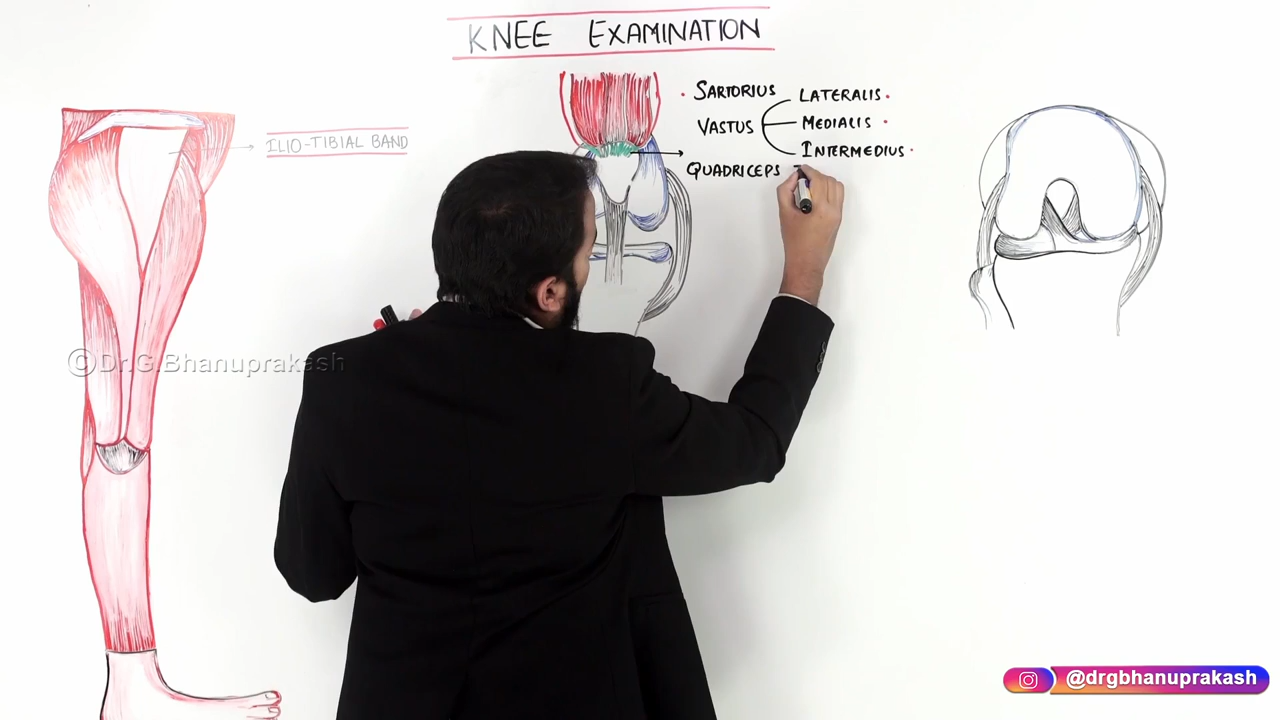 KNEE EXAMINATION
ILIO-TIBIAL BAND
SARTORIUS
VASTUS
LATERALIS
MEDIALIS
INTERMEDIUS
QUADRICEPS
©Dr.G.Bhanuprakash
@drgbhanuprakash